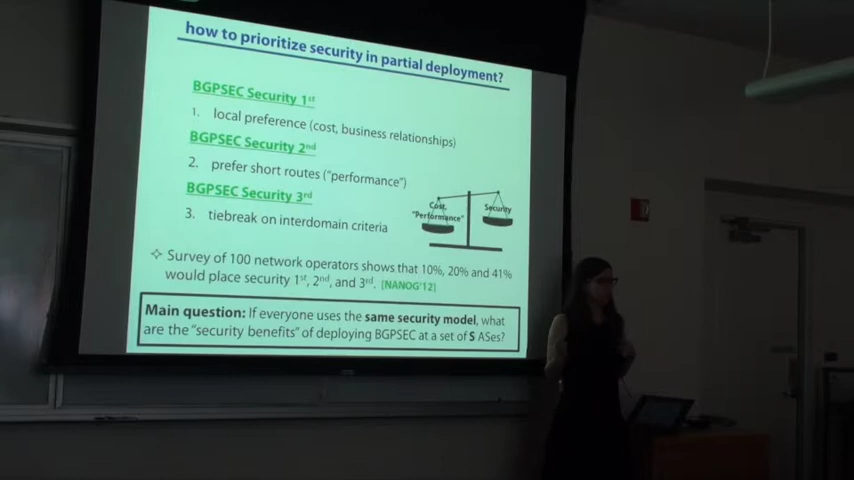 how to prioritize security in partial deployment?
BGPSEC Security 1st
1. local preference (cost, business relationships)
BGPSEC Security 2nd
2. prefer short routes ("performance")
BGPSEC Security 3rd
3. tiebreak on interdomain criteria
Cost,
"Performance"
Security
Survey of 100 network operators shows that 10%, 20% and 41%
would place security 1st, 2nd, and 3rd. [NANOG'12]
Main question: If everyone uses the same security model, what
are the "security benefits" of deploying BGPSEC at a set of S ASes?